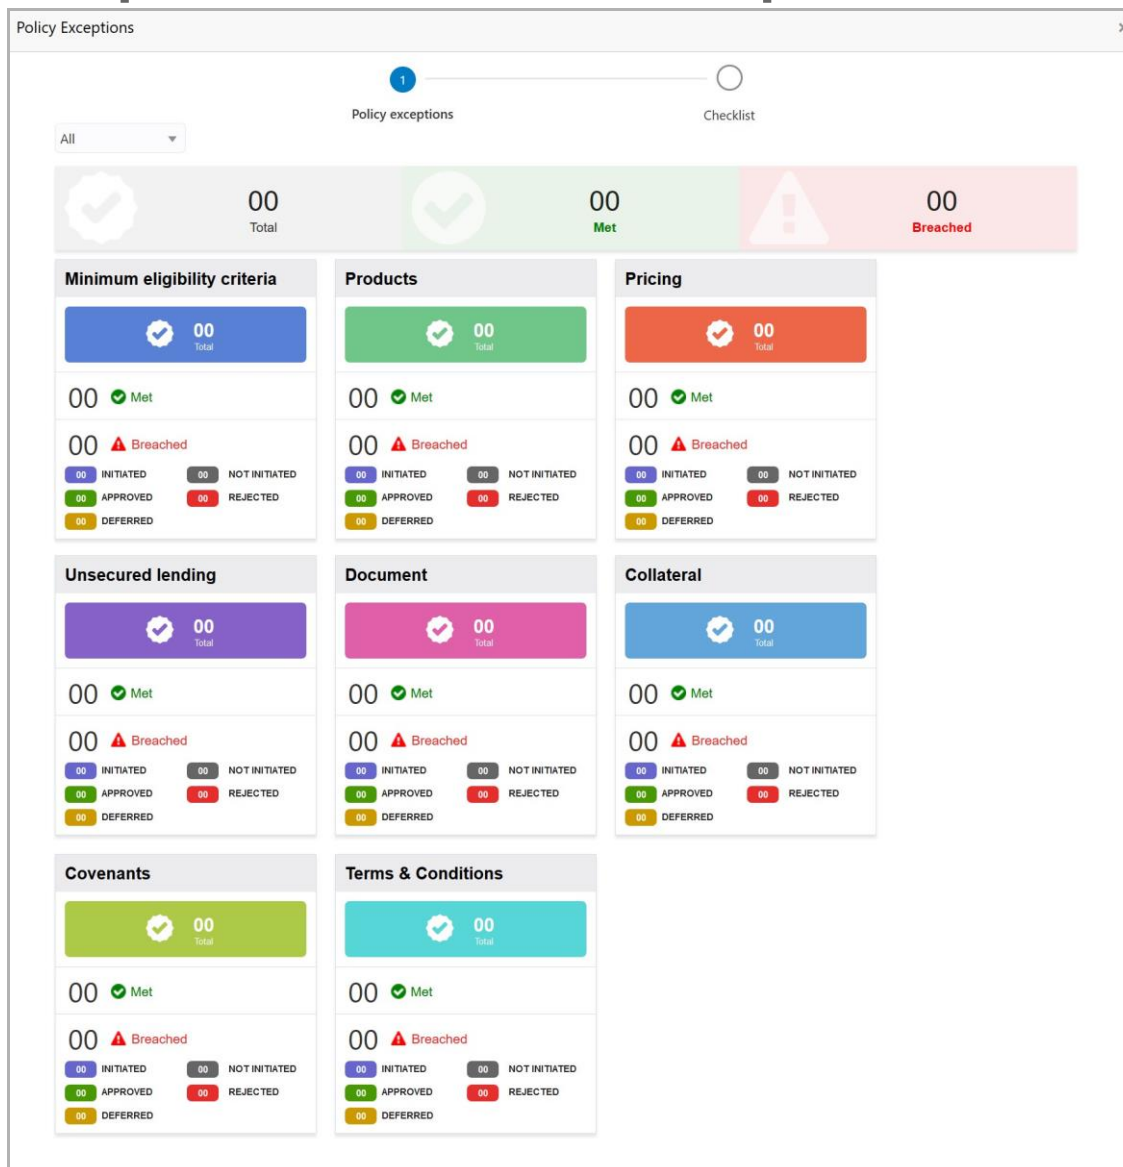 Policy Exceptions
1
Policy exceptions
Checklist
All
00
Total
00
Met
00
Breached
Minimum eligibility criteria
00
Total
00 Met
00 Breached
00 INITIATED 00 NOT INITIATED
00 APPROVED 00 REJECTED
00 DEFERRED
Products
00
Total
00 Met
00 Breached
00 INITIATED 00 NOT INITIATED
00 APPROVED 00 REJECTED
00 DEFERRED
Pricing
00
Total
00 Met
00 Breached
00 INITIATED 00 NOT INITIATED
00 APPROVED 00 REJECTED
00 DEFERRED
Unsecured lending
00
Total
00 Met
00 Breached
00 INITIATED 00 NOT INITIATED
00 APPROVED 00 REJECTED
00 DEFERRED
Document
00
Total
00 Met
00 Breached
00 INITIATED 00 NOT INITIATED
00 APPROVED 00 REJECTED
00 DEFERRED
Collateral
00
Total
00 Met
00 Breached
00 INITIATED 00 NOT INITIATED
00 APPROVED 00 REJECTED
00 DEFERRED
Covenants
00
Total
00 Met
00 Breached
00 INITIATED 00 NOT INITIATED
00 APPROVED 00 REJECTED
00 DEFERRED
Terms & Conditions
00
Total
00 Met
00 Breached
00 INITIATED 00 NOT INITIATED
00 APPROVED 00 REJECTED
00 DEFERRED